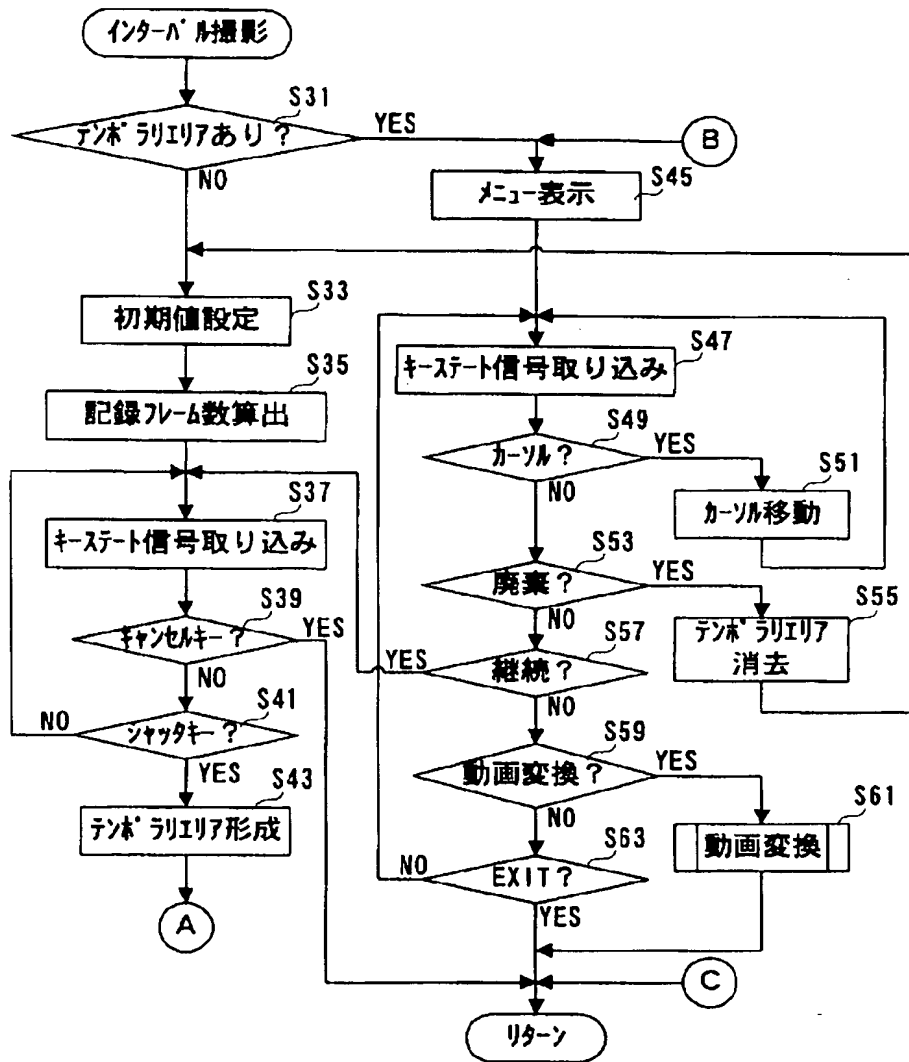 インターバル撮影
S31
テンポラリエリアあり？
YES
NO
B
S45
メニュー表示
S33
初期値設定
S35
記録フレーム数算出
S37
キーステート信号取り込み
S39
キャンセルキー？
YES
NO
S41
シャッタキー？
NO
YES
S43
テンポラリエリア形成
A
S47
キーステート信号取り込み
S49
カーソル？
YES
NO
S51
カーソル移動
S53
廃棄？
YES
NO
S55
テンポラリエリア
消去
S57
継続？
YES
NO
S59
動画変換？
YES
NO
S61
動画変換
S63
EXIT？
NO
YES
C
リターン